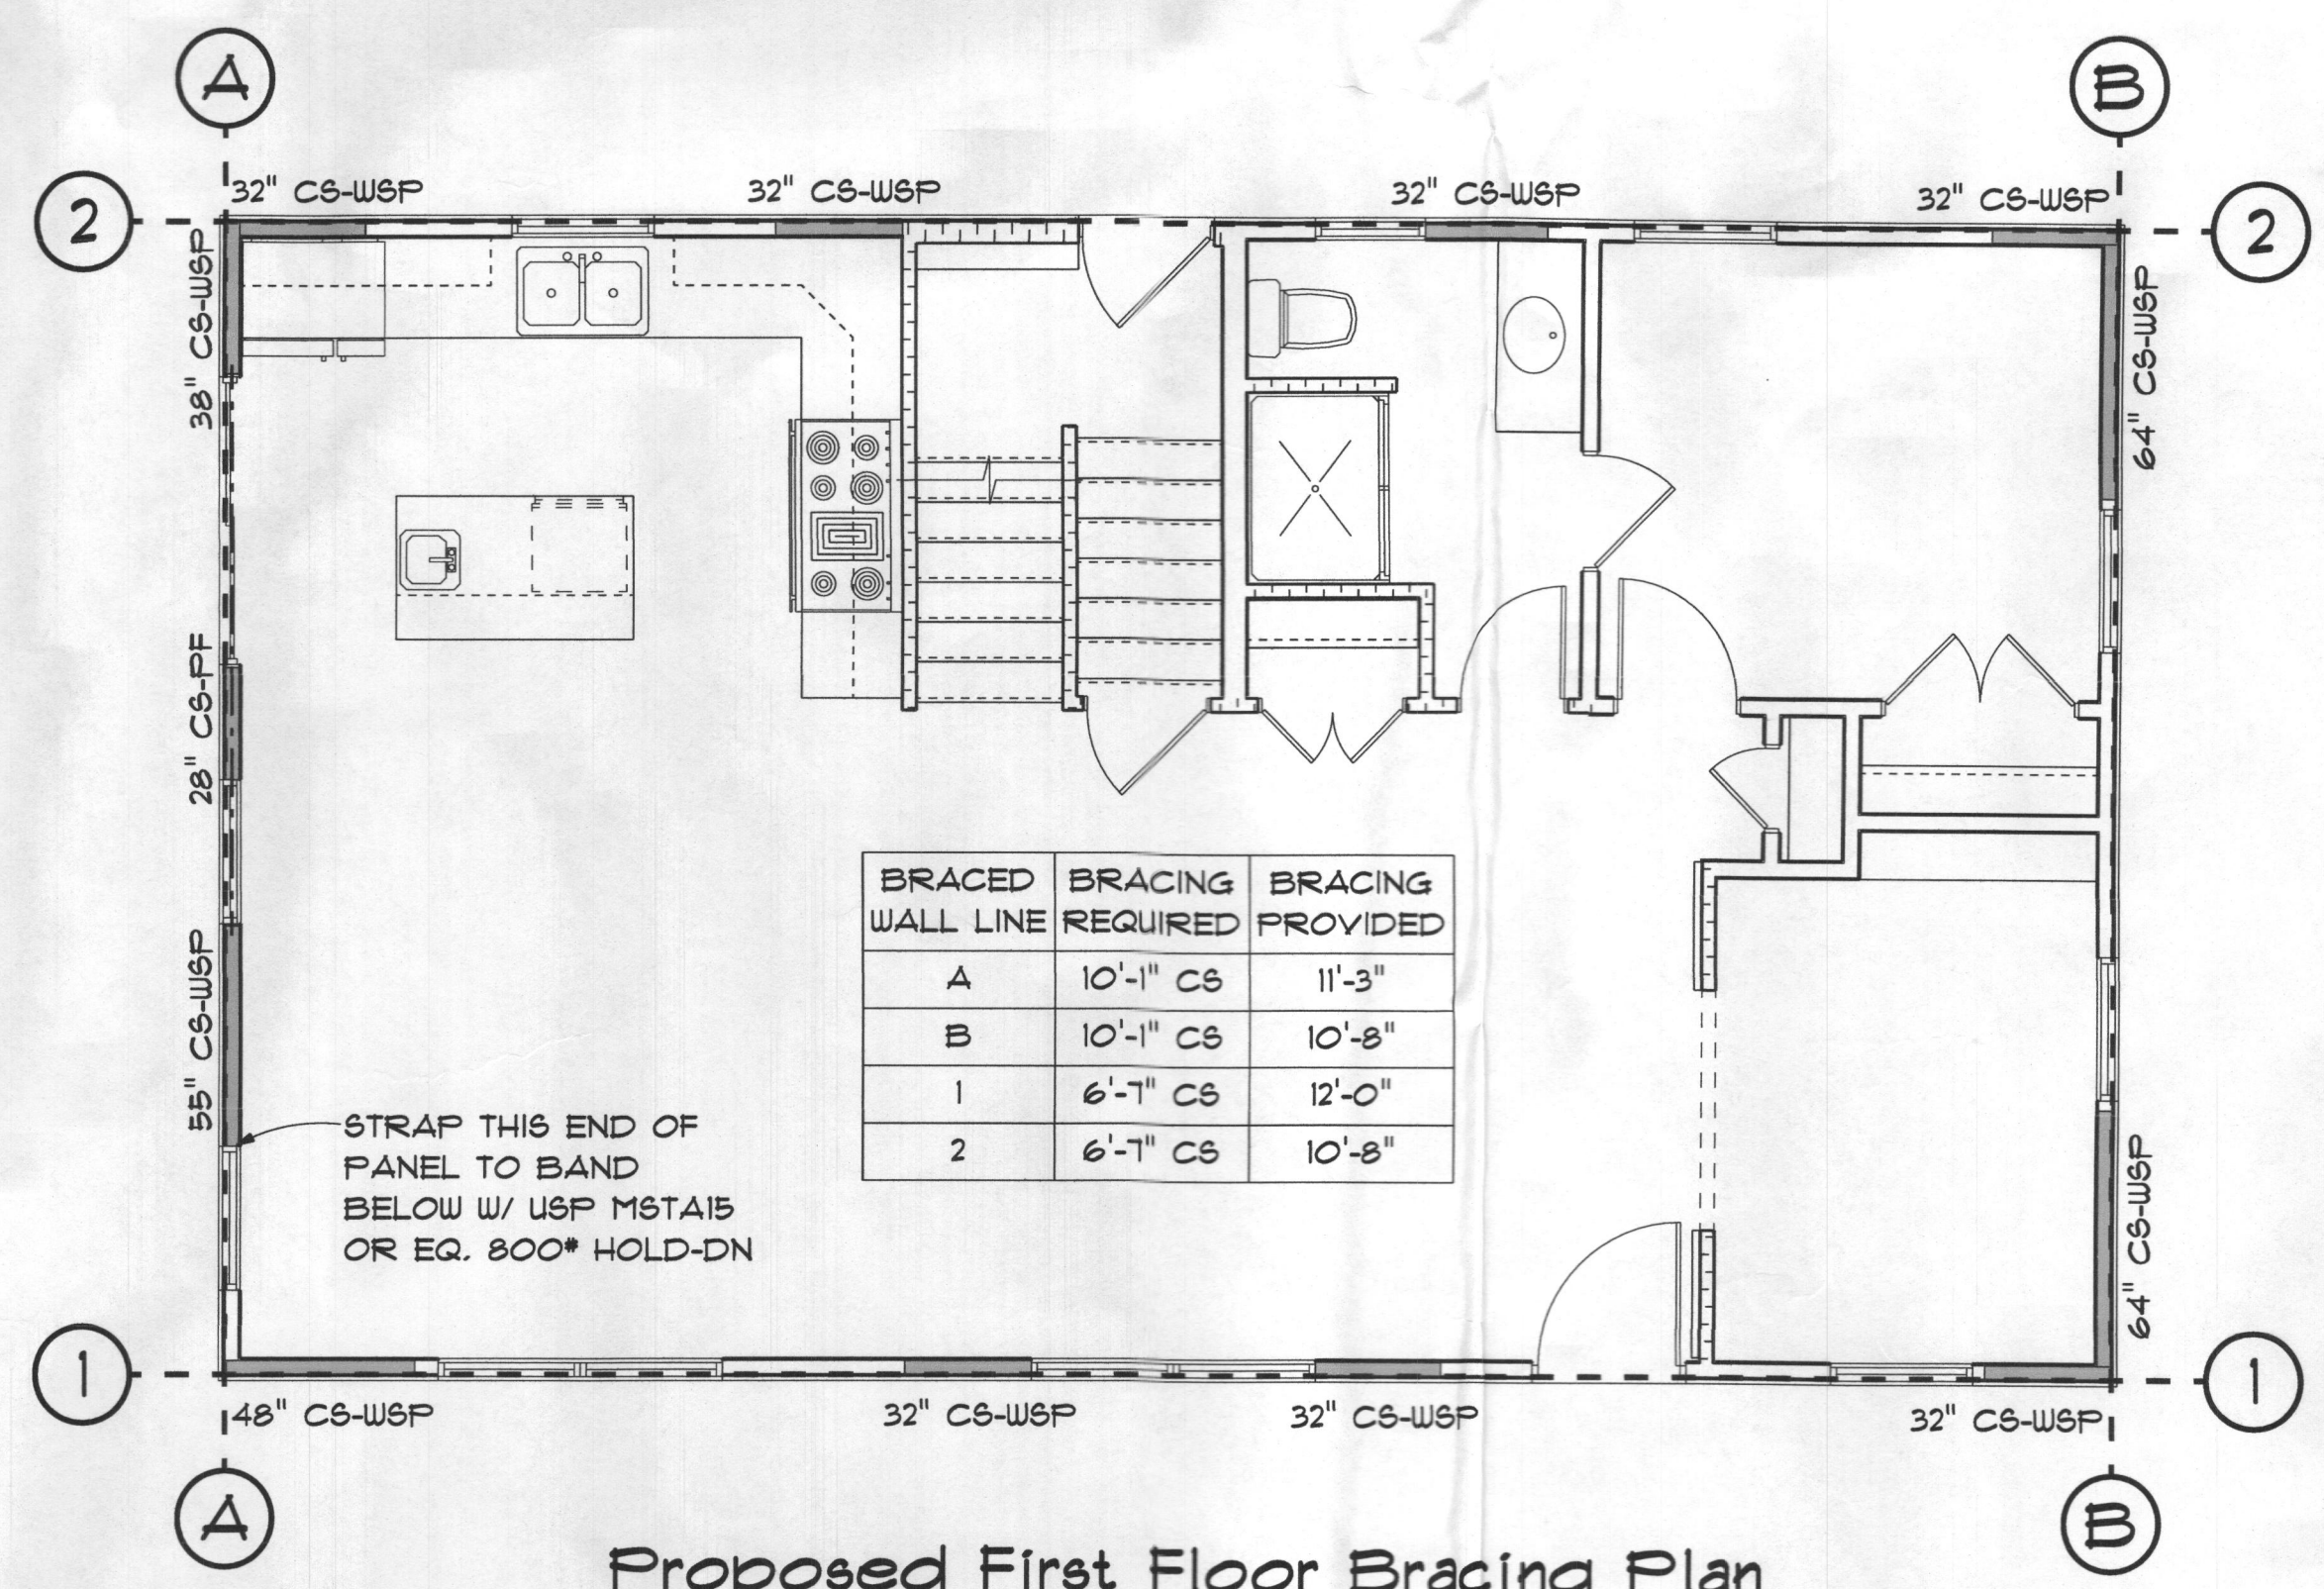 A
B
32" CS-WSP
32" CS-WSP
32" CS-WSP
32" CS-WSP
2
2
38" CS-WSP
64" CS-WSP
28" CS-PF
BRACED WALL LINE
BRACING REQUIRED
BRACING PROVIDED
A
10'-1" CS
11'-3"
B
10'-1" CS
10'-8"
1
6'-7" CS
12'-0"
2
6'-7" CS
10'-8"
55" CS-WSP
STRAP THIS END OF
PANEL TO BAND
BELOW W/ USP MSTA15
OR EQ. 800# HOLD-DN
64" CS-WSP
1
1
48" CS-WSP
32" CS-WSP
32" CS-WSP
32" CS-WSP
A
B
Proposed First Floor Bracing Plan